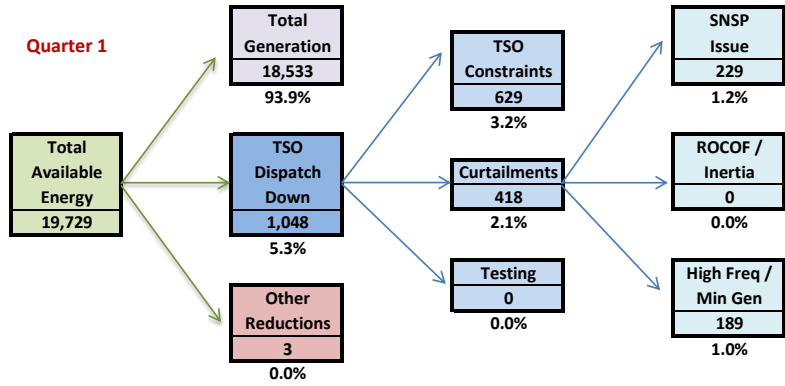 Quarter 1
Total
Available
Energy
19,729
Total
Generation
18,533
93.9%
TSO
Dispatch
Down
1,048
5.3%
Other
Reductions
3
0.0%
TSO
Constraints
629
3.2%
Curtailments
418
2.1%
Testing
0
0.0%
SNSP
Issue
229
1.2%
ROCOF /
Inertia
0
0.0%
High Freq /
Min Gen
189
1.0%